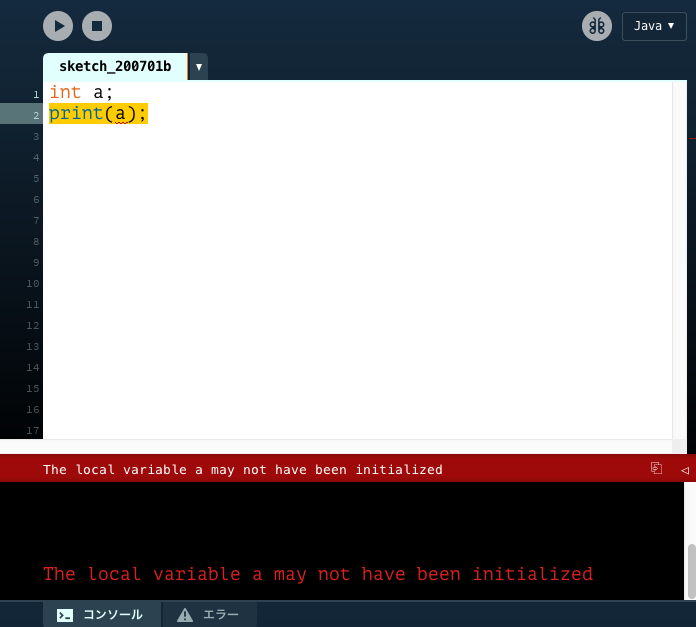 Java ▼
sketch_200701b ▼
1 int a;
2 print(a);
3
4
5
6
7
8
9
10
11
12
13
14
15
16
17
The local variable a may not have been initialized
The local variable a may not have been initialized
コンソール エラー